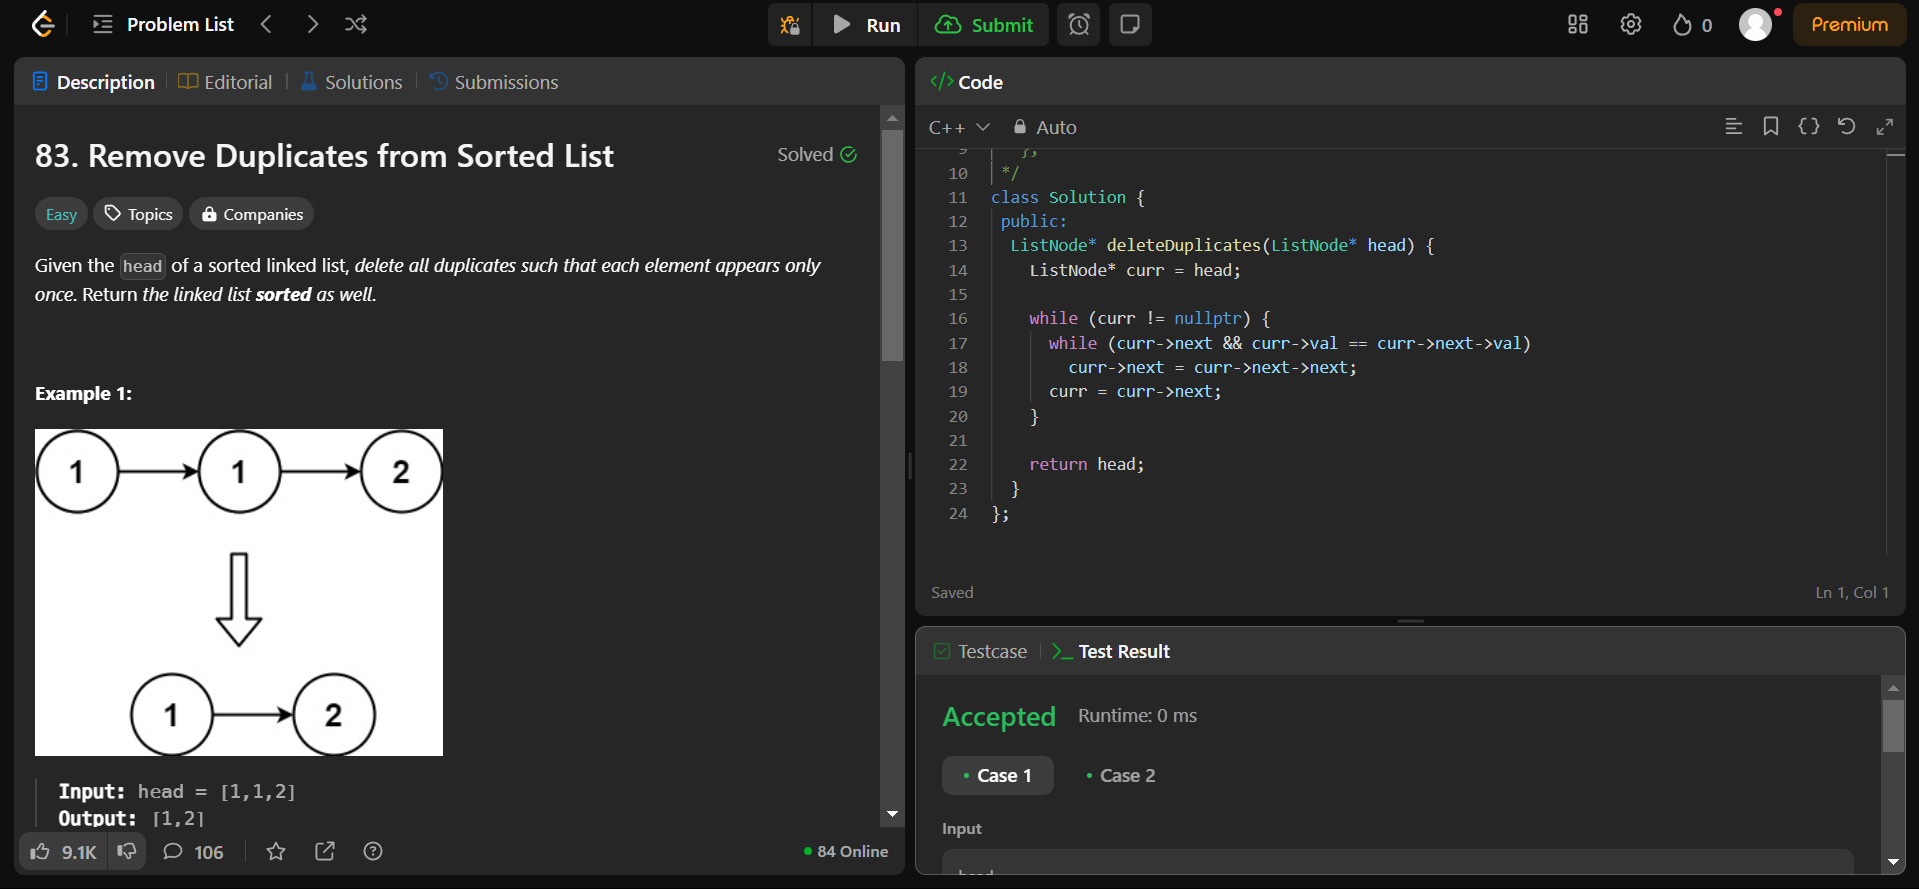 Problem List
Run
Submit
0
Premium
Description
Editorial
Solutions
Submissions
83. Remove Duplicates from Sorted List
Solved
Easy
Topics
Companies
Given the head of a sorted linked list, delete all duplicates such that each element appears only
once. Return the linked list sorted as well.
Example 1:
1 1 2
1 2
Input: head = [1,1,2]
Output: [1,2]
9.1K
106
84 Online
</> Code
C++
Auto
9 };
10 */
11 class Solution {
12 public:
13 ListNode* deleteDuplicates(ListNode* head) {
14 ListNode* curr = head;
15
16 while (curr != nullptr) {
17 while (curr->next && curr->val == curr->next->val)
18 curr->next = curr->next->next;
19 curr = curr->next;
20 }
21
22 return head;
23 }
24 };
Saved
Ln 1, Col 1
Testcase
Test Result
Accepted
Runtime: 0 ms
Case 1
Case 2
Input